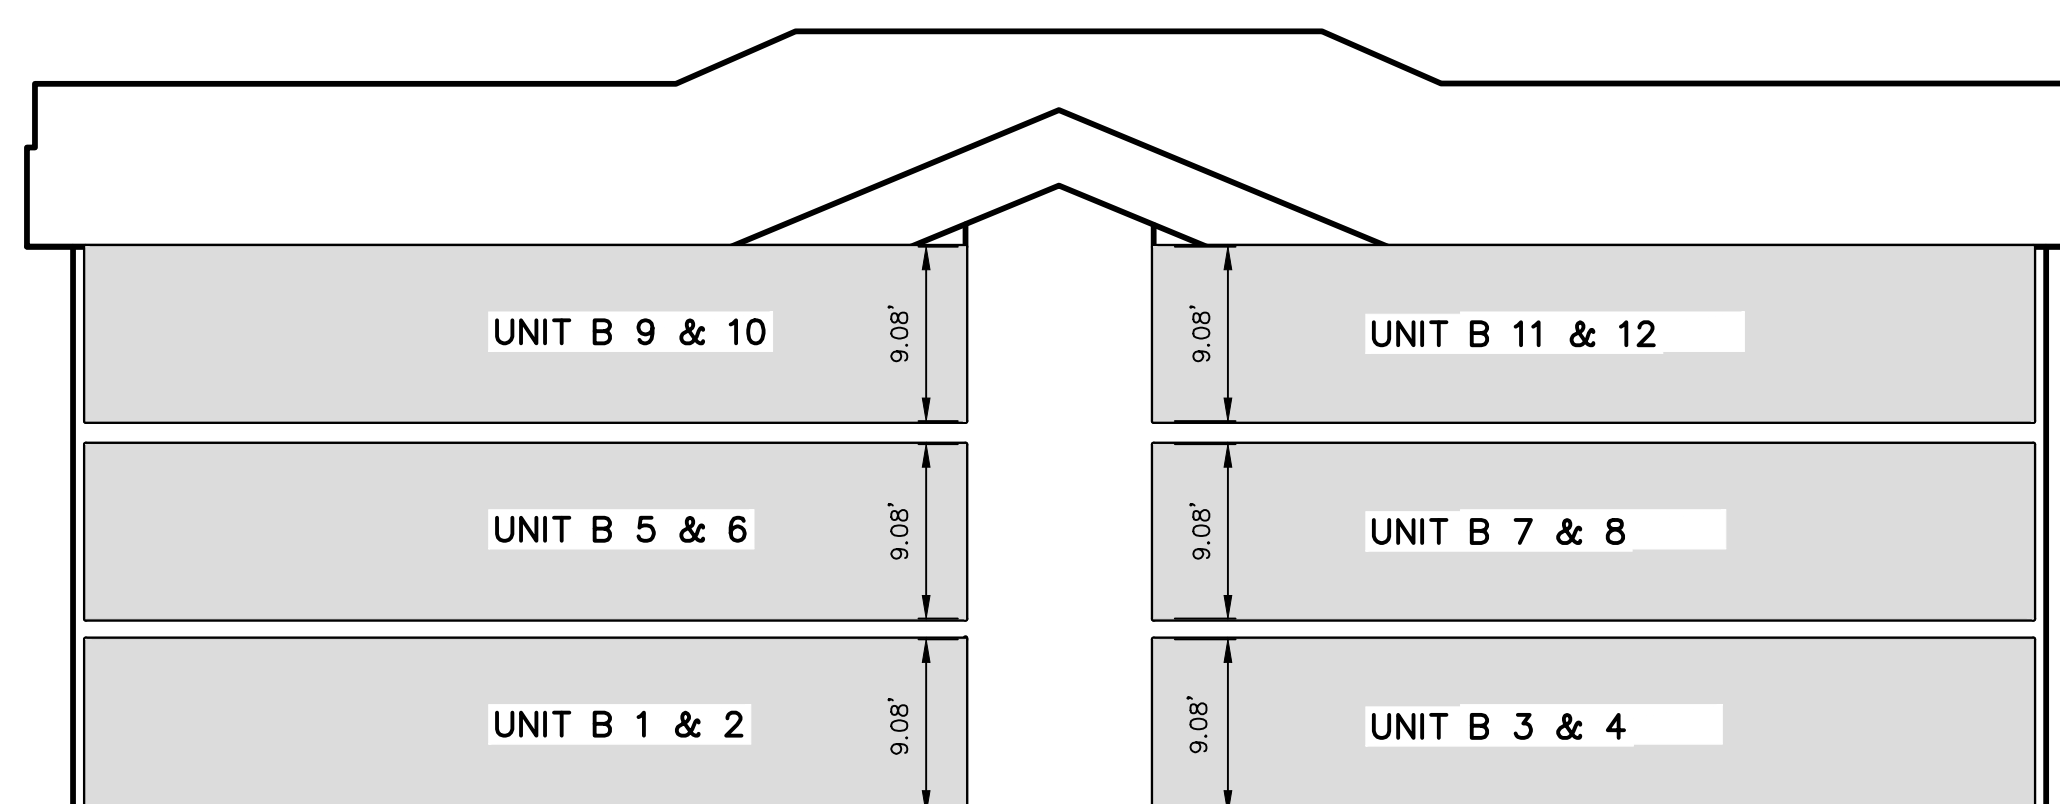 UNIT B 9 & 10
9.08'
9.08'
UNIT B 11 & 12
UNIT B 5 & 6
9.08'
9.08'
UNIT B 7 & 8
UNIT B 1 & 2
9.08'
9.08'
UNIT B 3 & 4